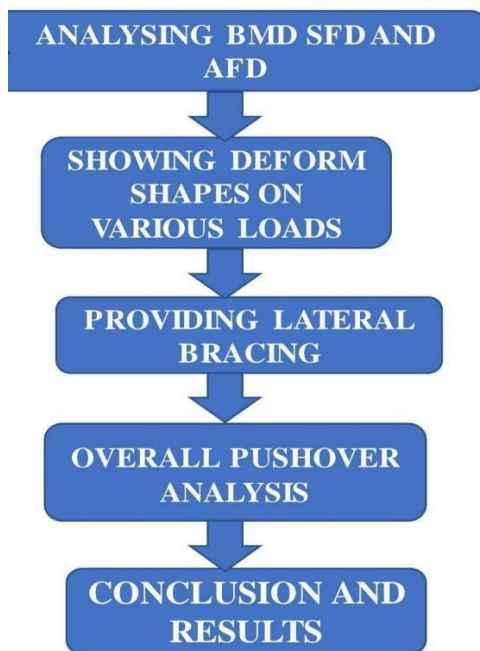 ANALYSING BMD SFD AND
AFD
SHOWING DEFORM
SHAPES ON
VARIOUS LOADS
PROVIDING LATERAL
BRACING
OVERALL PUSHOVER
ANALYSIS
CONCLUSION AND
RESULTS